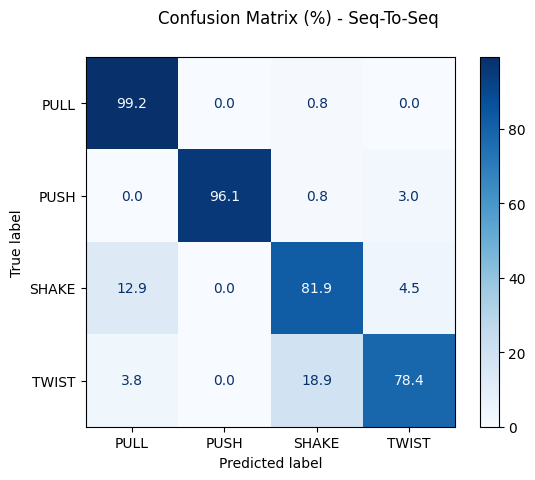 Confusion Matrix (%) - Seq-To-Seq
PULL 99.2 0.0 0.8 0.0
80
PUSH 0.0 96.1 0.8 3.0
60
True label
SHAKE 12.9 0.0 81.9 4.5
40
20
TWIST 3.8 0.0 18.9 78.4
0
PULL PUSH SHAKE TWIST
Predicted label